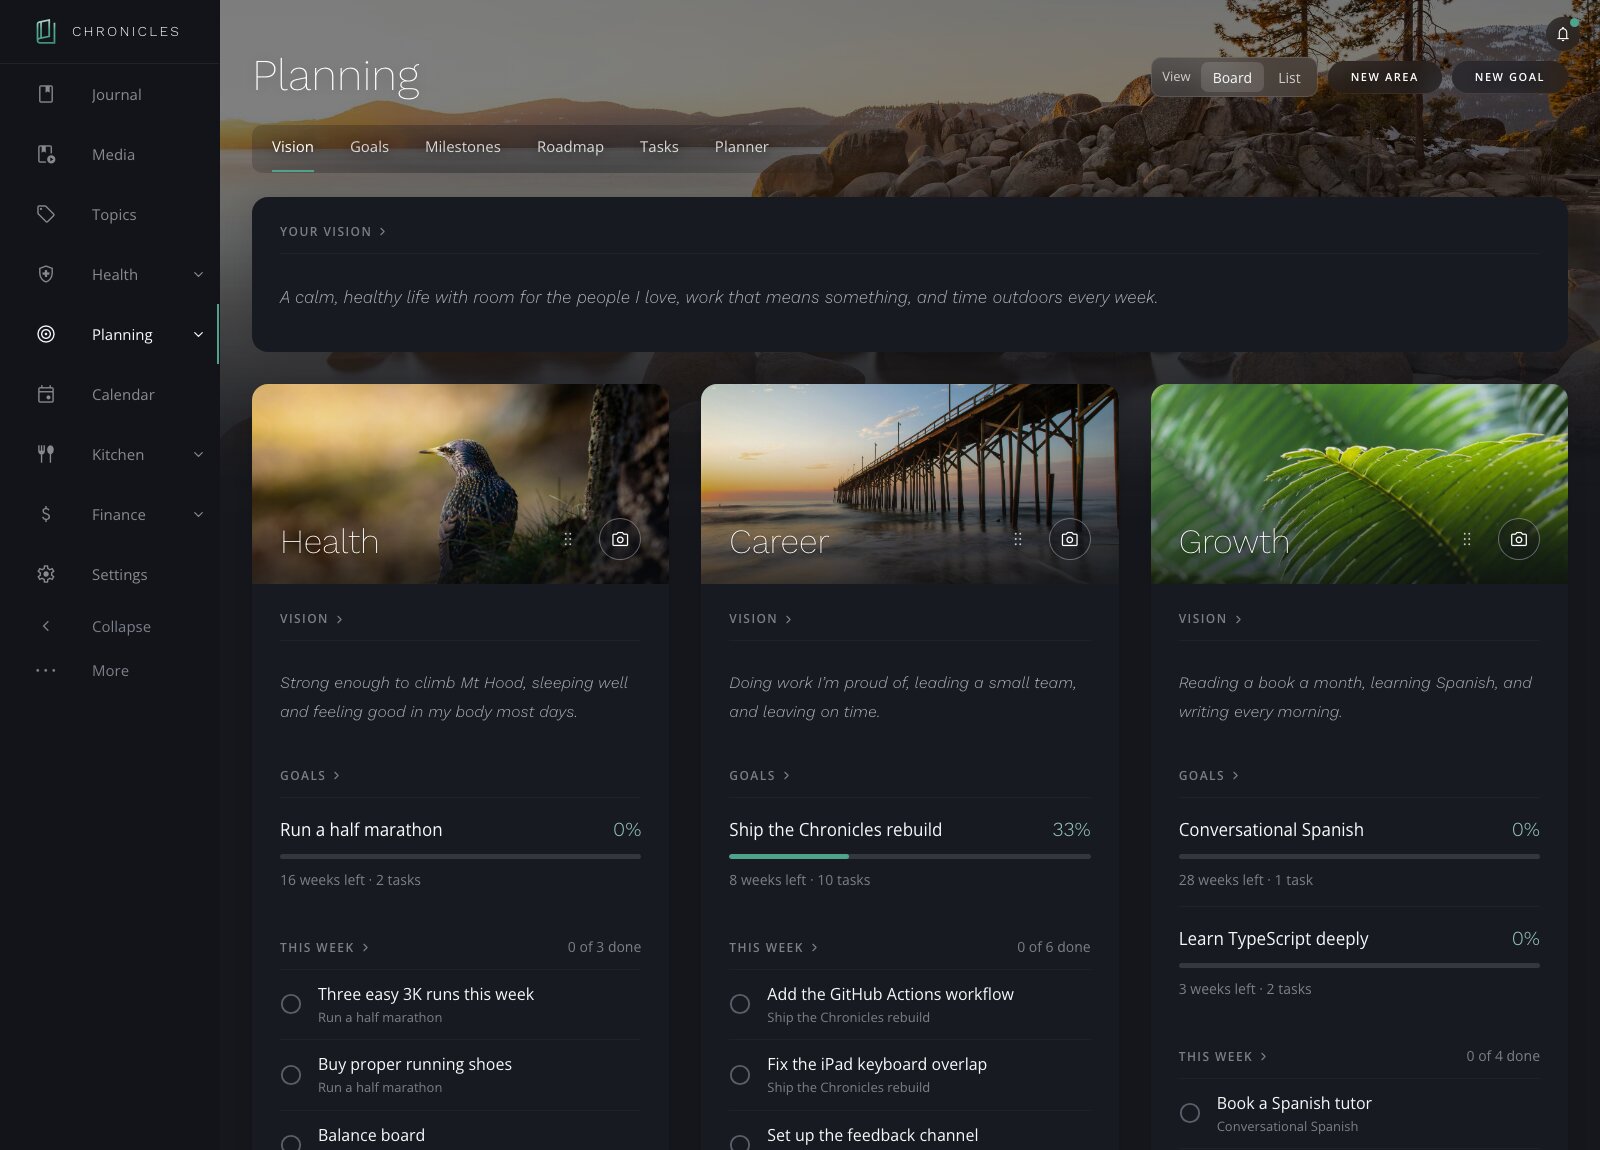 CHRONICLES
Journal
Media
Topics
Health
Planning
Calendar
Kitchen
Finance
Settings
Collapse
More
Planning
View Board List
NEW AREA
NEW GOAL
Vision Goals Milestones Roadmap Tasks Planner
YOUR VISION
A calm, healthy life with room for the people I love, work that means something, and time outdoors every week.
Health
VISION
Strong enough to climb Mt Hood, sleeping well
and feeling good in my body most days.
GOALS
Run a half marathon 0%
16 weeks left · 2 tasks
THIS WEEK 0 of 3 done
Three easy 3K runs this week
Run a half marathon
Buy proper running shoes
Run a half marathon
Balance board
Career
VISION
Doing work I'm proud of, leading a small team,
and leaving on time.
GOALS
Ship the Chronicles rebuild 33%
8 weeks left · 10 tasks
THIS WEEK 0 of 6 done
Add the GitHub Actions workflow
Ship the Chronicles rebuild
Fix the iPad keyboard overlap
Ship the Chronicles rebuild
Set up the feedback channel
Growth
VISION
Reading a book a month, learning Spanish, and
writing every morning.
GOALS
Conversational Spanish 0%
28 weeks left · 1 task
Learn TypeScript deeply 0%
3 weeks left · 2 tasks
THIS WEEK 0 of 4 done
Book a Spanish tutor
Conversational Spanish